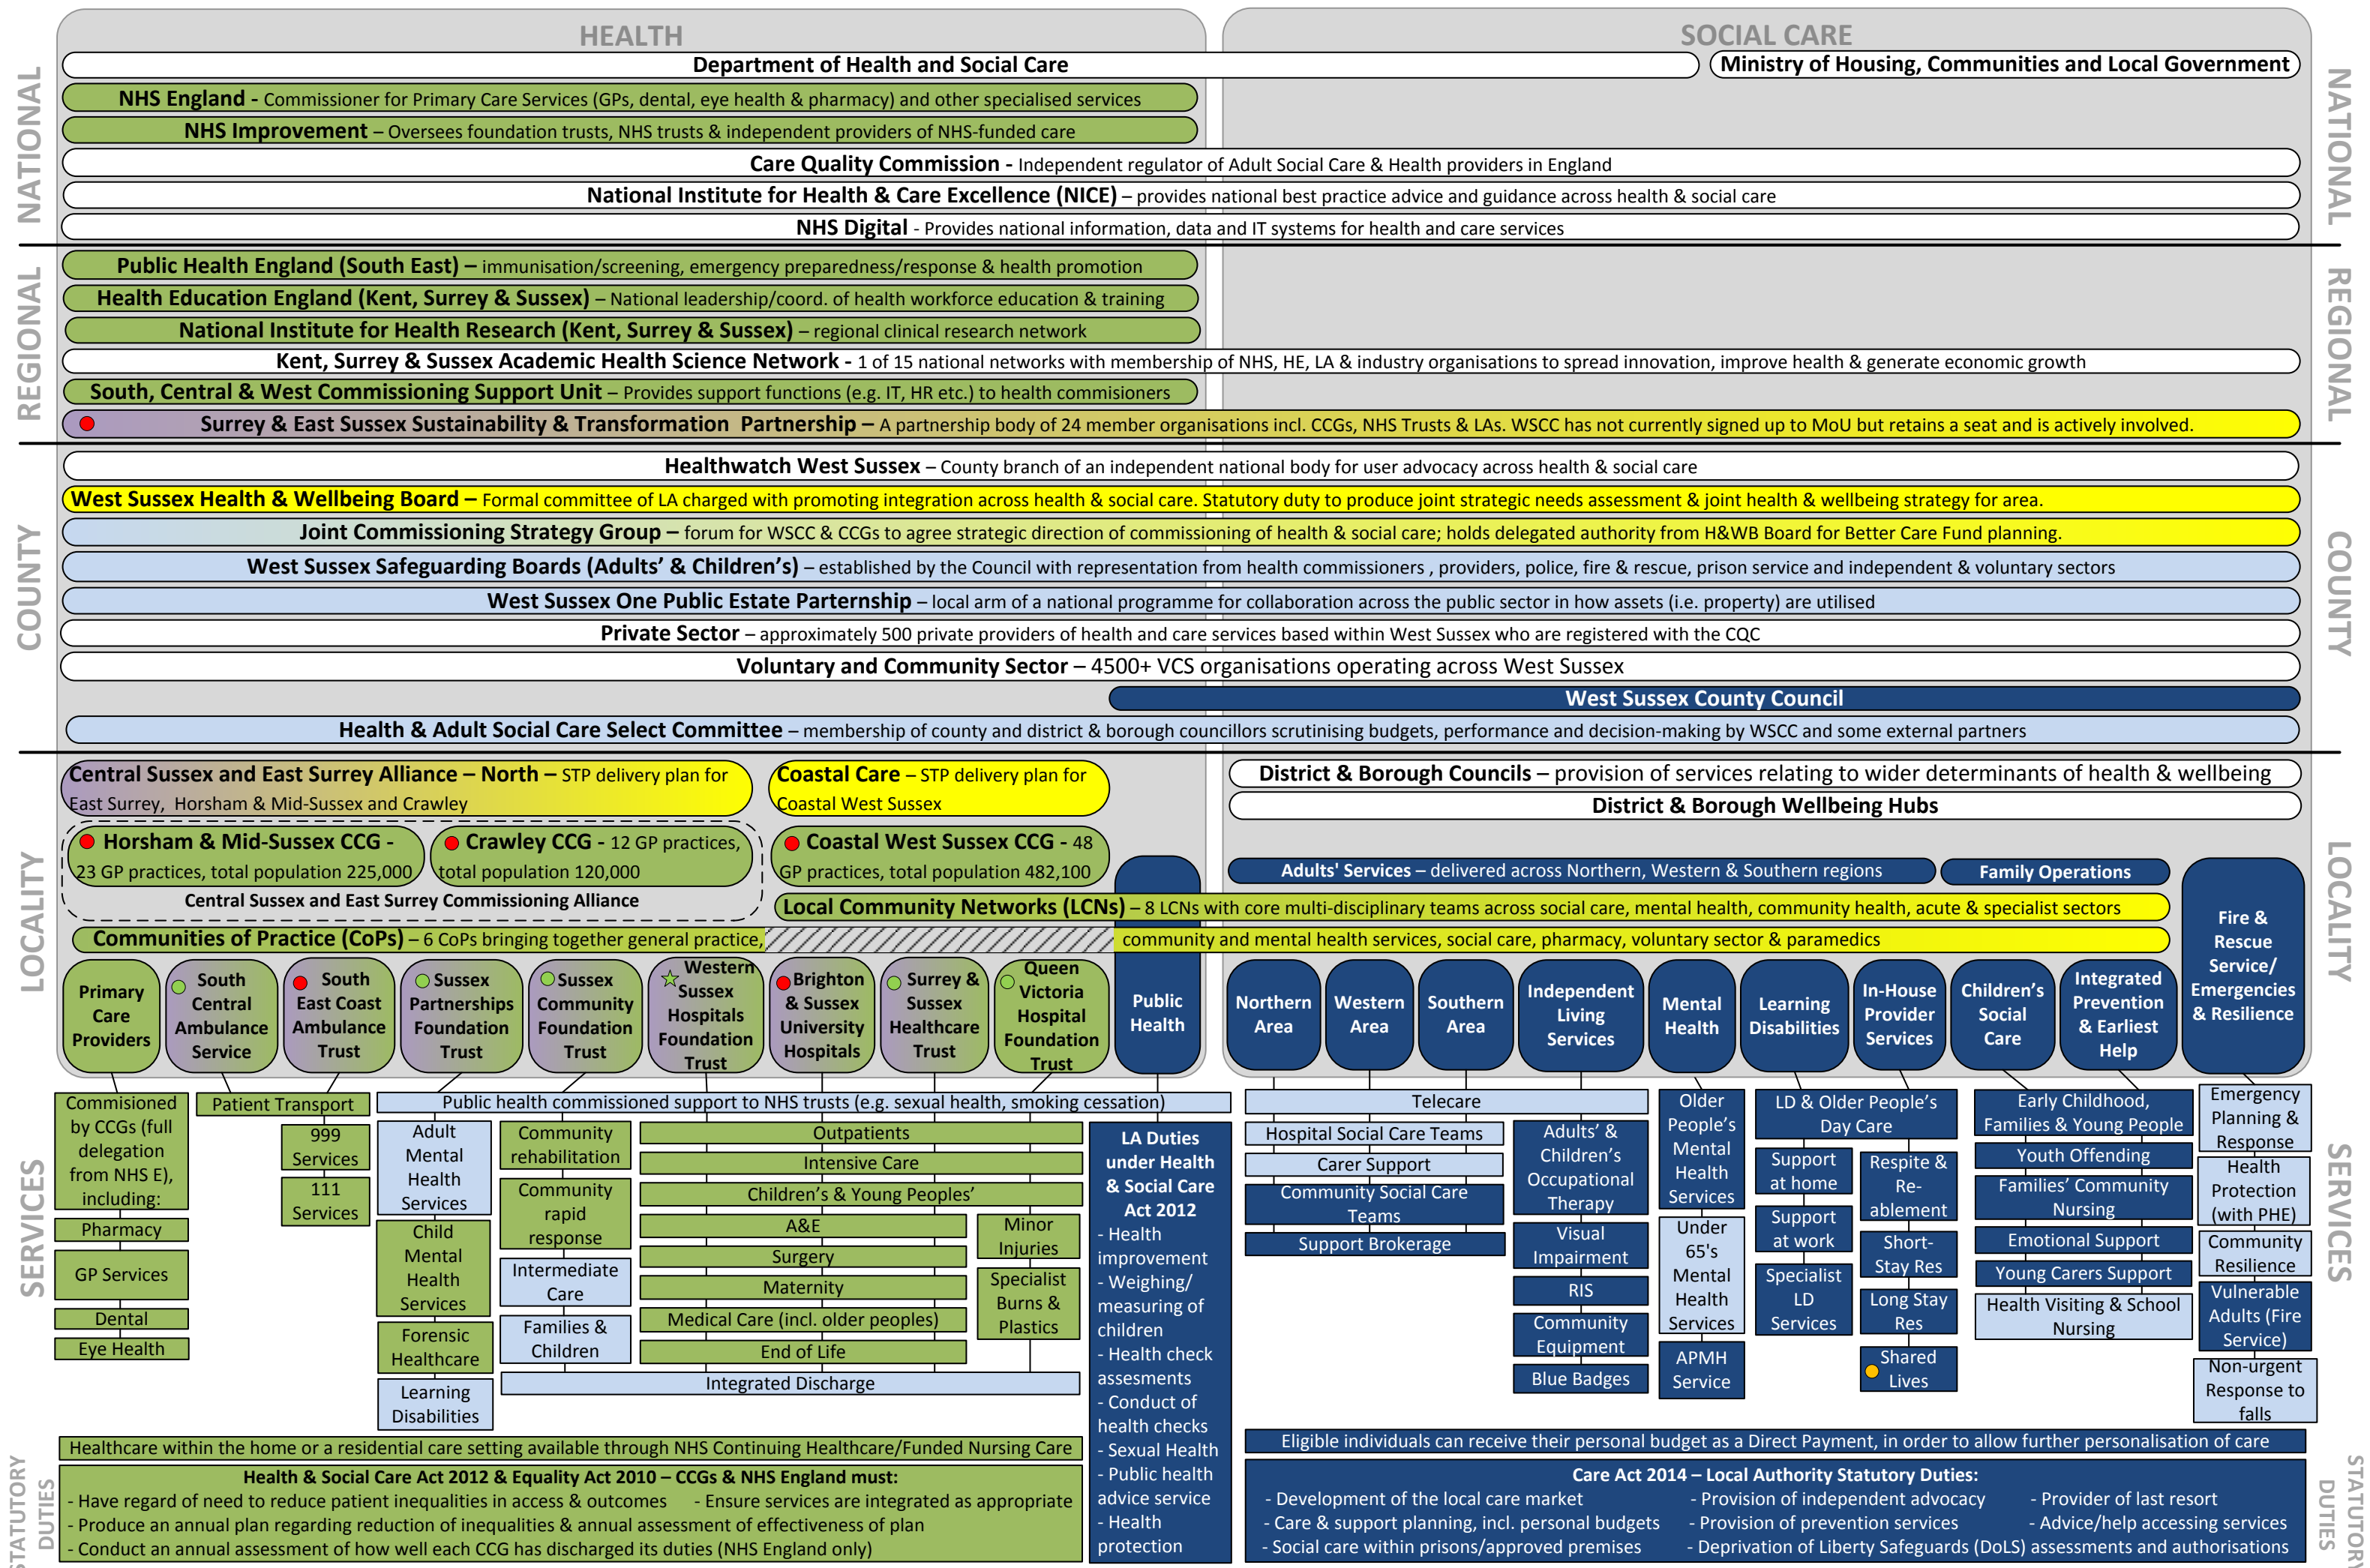 HEALTH
SOCIAL CARE
NATIONAL
NATIONAL
Department of Health and Social Care
Ministry of Housing, Communities and Local Government
NHS England - Commissioner for Primary Care Services (GPs, dental, eye health & pharmacy) and other specialised services
NHS Improvement – Oversees foundation trusts, NHS trusts & independent providers of NHS-funded care
Care Quality Commission - Independent regulator of Adult Social Care & Health providers in England
National Institute for Health & Care Excellence (NICE) – provides national best practice advice and guidance across health & social care
NHS Digital - Provides national information, data and IT systems for health and care services
REGIONAL
REGIONAL
Public Health England (South East) – immunisation/screening, emergency preparedness/response & health promotion
Health Education England (Kent, Surrey & Sussex) – National leadership/coord. of health workforce education & training
National Institute for Health Research (Kent, Surrey & Sussex) – regional clinical research network
Kent, Surrey & Sussex Academic Health Science Network - 1 of 15 national networks with membership of NHS, HE, LA & industry organisations to spread innovation, improve health & generate economic growth
South, Central & West Commissioning Support Unit – Provides support functions (e.g. IT, HR etc.) to health commisioners
Surrey & East Sussex Sustainability & Transformation Partnership – A partnership body of 24 member organisations incl. CCGs, NHS Trusts & LAs. WSCC has not currently signed up to MoU but retains a seat and is actively involved.
COUNTY
COUNTY
Healthwatch West Sussex – County branch of an independent national body for user advocacy across health & social care
West Sussex Health & Wellbeing Board – Formal committee of LA charged with promoting integration across health & social care. Statutory duty to produce joint strategic needs assessment & joint health & wellbeing strategy for area.
Joint Commissioning Strategy Group – forum for WSCC & CCGs to agree strategic direction of commissioning of health & social care; holds delegated authority from H&WB Board for Better Care Fund planning.
West Sussex Safeguarding Boards (Adults' & Children's) – established by the Council with representation from health commissioners , providers, police, fire & rescue, prison service and independent & voluntary sectors
West Sussex One Public Estate Parternship – local arm of a national programme for collaboration across the public sector in how assets (i.e. property) are utilised
Private Sector – approximately 500 private providers of health and care services based within West Sussex who are registered with the CQC
Voluntary and Community Sector – 4500+ VCS organisations operating across West Sussex
West Sussex County Council
Health & Adult Social Care Select Committee – membership of county and district & borough councillors scrutinising budgets, performance and decision-making by WSCC and some external partners
LOCALITY
LOCALITY
Central Sussex and East Surrey Alliance – North – STP delivery plan for
East Surrey, Horsham & Mid-Sussex and Crawley
Coastal Care – STP delivery plan for
Coastal West Sussex
District & Borough Councils – provision of services relating to wider determinants of health & wellbeing
District & Borough Wellbeing Hubs
Horsham & Mid-Sussex CCG -
23 GP practices, total population 225,000
Crawley CCG - 12 GP practices,
total population 120,000
Coastal West Sussex CCG - 48
GP practices, total population 482,100
Central Sussex and East Surrey Commissioning Alliance
Adults' Services – delivered across Northern, Western & Southern regions
Family Operations
Local Community Networks (LCNs) – 8 LCNs with core multi-disciplinary teams across social care, mental health, community health, acute & specialist sectors
Communities of Practice (CoPs) – 6 CoPs bringing together general practice, community and mental health services, social care, pharmacy, voluntary sector & paramedics
Primary
Care
Providers
South
Central
Ambulance
Service
South
East Coast
Ambulance
Trust
Sussex
Partnerships
Foundation
Trust
Sussex
Community
Foundation
Trust
Western
Sussex
Hospitals
Foundation
Trust
Brighton
& Sussex
University
Hospitals
Surrey &
Sussex
Healthcare
Trust
Queen
Victoria
Hospital
Foundation
Trust
Public
Health
Northern
Area
Western
Area
Southern
Area
Independent
Living
Services
Mental
Health
Learning
Disabilities
In-House
Provider
Services
Children's
Social
Care
Integrated
Prevention
& Earliest
Help
Fire &
Rescue
Service/
Emergencies
& Resilience
SERVICES
SERVICES
Commisioned
by CCGs (full
delegation
from NHS E),
including:
Pharmacy
GP Services
Dental
Eye Health
Patient Transport
999
Services
111
Services
Public health commissioned support to NHS trusts (e.g. sexual health, smoking cessation)
Adult
Mental
Health
Services
Child
Mental
Health
Services
Forensic
Healthcare
Learning
Disabilities
Community
rehabilitation
Community
rapid
response
Intermediate
Care
Families &
Children
Outpatients
Intensive Care
Children's & Young Peoples'
A&E
Surgery
Maternity
Medical Care (incl. older peoples)
End of Life
Minor
Injuries
Specialist
Burns &
Plastics
Integrated Discharge
LA Duties
under Health
& Social Care
Act 2012
- Health
improvement
- Weighing/
measuring of
children
- Health check
assesments
- Conduct of
health checks
- Sexual Health
- Public health
advice service
- Health
protection
Telecare
Hospital Social Care Teams
Carer Support
Community Social Care
Teams
Support Brokerage
Adults' &
Children's
Occupational
Therapy
Visual
Impairment
RIS
Community
Equipment
Blue Badges
Older
People's
Mental
Health
Services
Under
65's
Mental
Health
Services
APMH
Service
LD & Older People's
Day Care
Support
at home
Support
at work
Specialist
LD
Services
Respite &
Re-
ablement
Short-
Stay Res
Long Stay
Res
Shared
Lives
Early Childhood,
Families & Young People
Youth Offending
Families' Community
Nursing
Emotional Support
Young Carers Support
Health Visiting & School
Nursing
Emergency
Planning &
Response
Health
Protection
(with PHE)
Community
Resilience
Vulnerable
Adults (Fire
Service)
Non-urgent
Response to
falls
Healthcare within the home or a residential care setting available through NHS Continuing Healthcare/Funded Nursing Care
Eligible individuals can receive their personal budget as a Direct Payment, in order to allow further personalisation of care
STATUTORY
DUTIES
STATUTORY
DUTIES
Health & Social Care Act 2012 & Equality Act 2010 – CCGs & NHS England must:
- Have regard of need to reduce patient inequalities in access & outcomes - Ensure services are integrated as appropriate
- Produce an annual plan regarding reduction of inequalities & annual assessment of effectiveness of plan
- Conduct an annual assessment of how well each CCG has discharged its duties (NHS England only)
Care Act 2014 – Local Authority Statutory Duties:
- Development of the local care market - Provision of independent advocacy - Provider of last resort
- Care & support planning, incl. personal budgets - Provision of prevention services - Advice/help accessing services
- Social care within prisons/approved premises - Deprivation of Liberty Safeguards (DoLS) assessments and authorisations